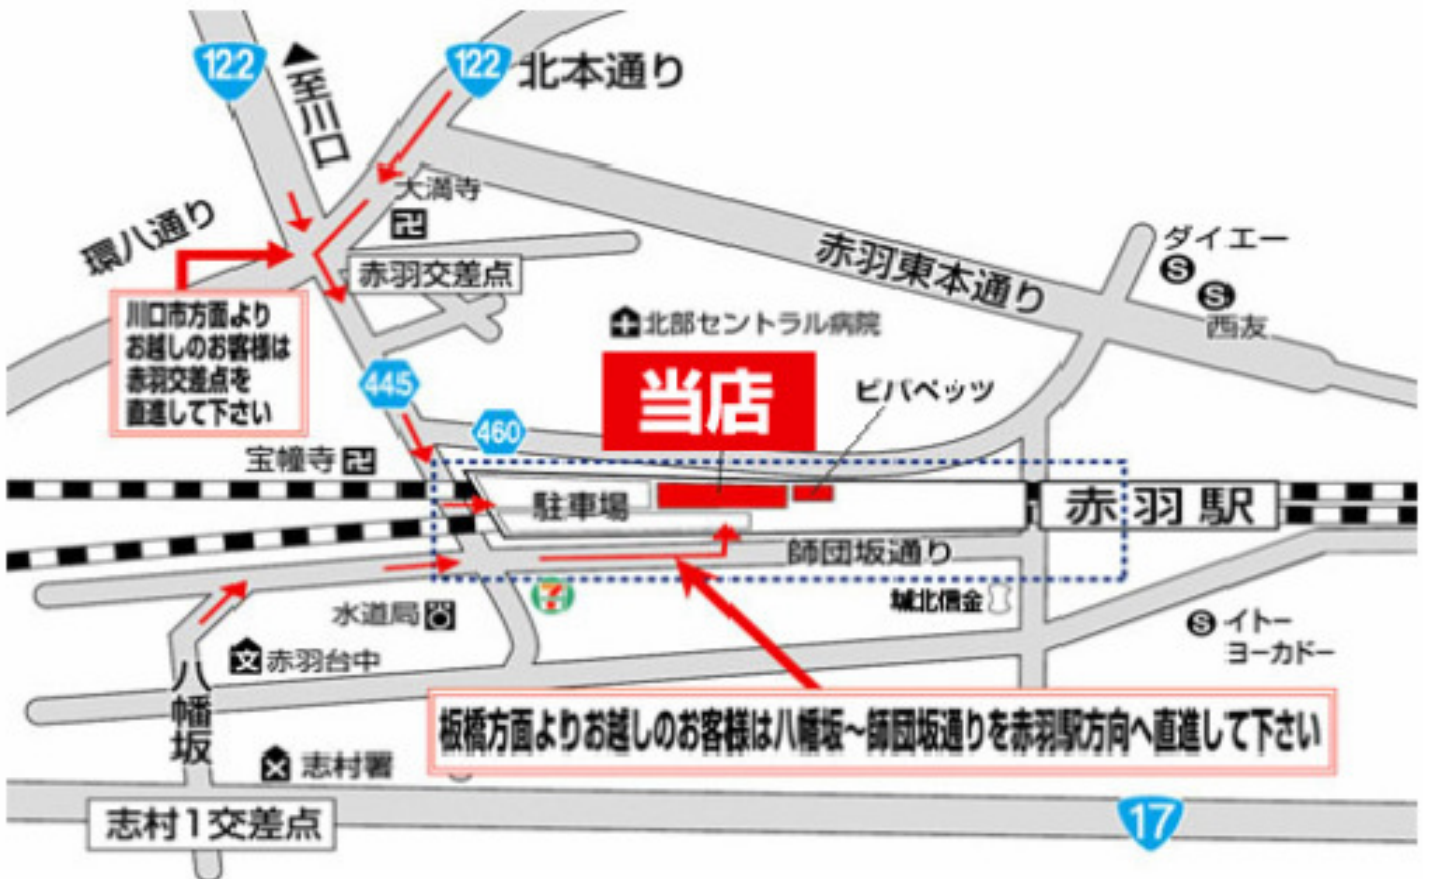 122
至川口
122
北本通り
大満寺
環八通り
赤羽交差点
川口市方面より
お越しのお客様は
赤羽交差点を
直進して下さい
赤羽東本通り
ダイエー
S
S
西友
北部セントラル病院
当店
ビバペッツ
445
460
宝幢寺
駐車場
赤羽駅
師団坂通り
7
城北信金
水道局
文
赤羽台中
S
イトー
ヨーカドー
八幡坂
板橋方面よりお越しのお客様は八幡坂～師団坂通りを赤羽駅方向へ直進して下さい
志村署
志村1交差点
17